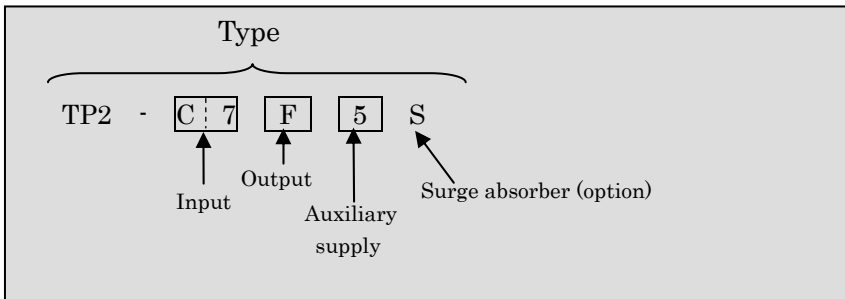 Type
TP2 - C 7 F 5 S
Input
Output
Auxiliary
supply
Surge absorber (option)